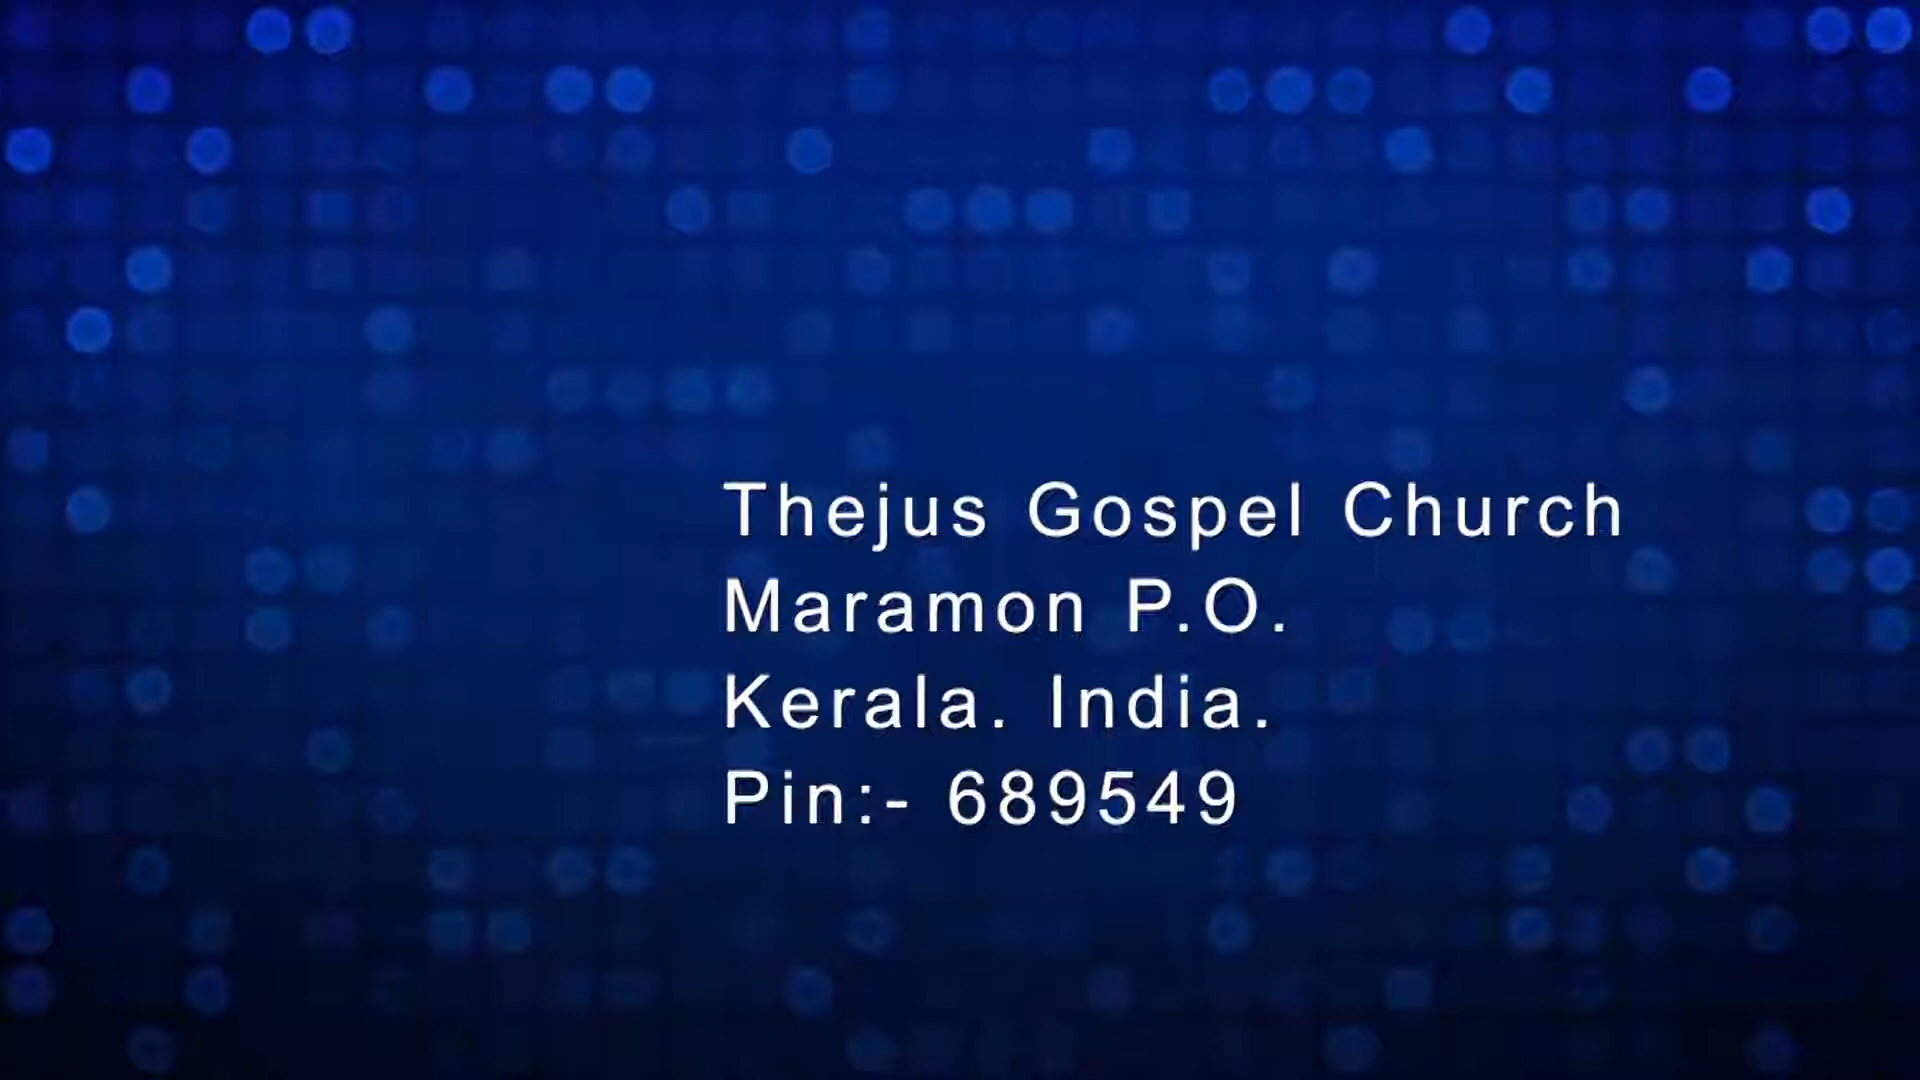 Thejus Gospel Church
Maramon P.O.
Kerala. India.
Pin:- 689549